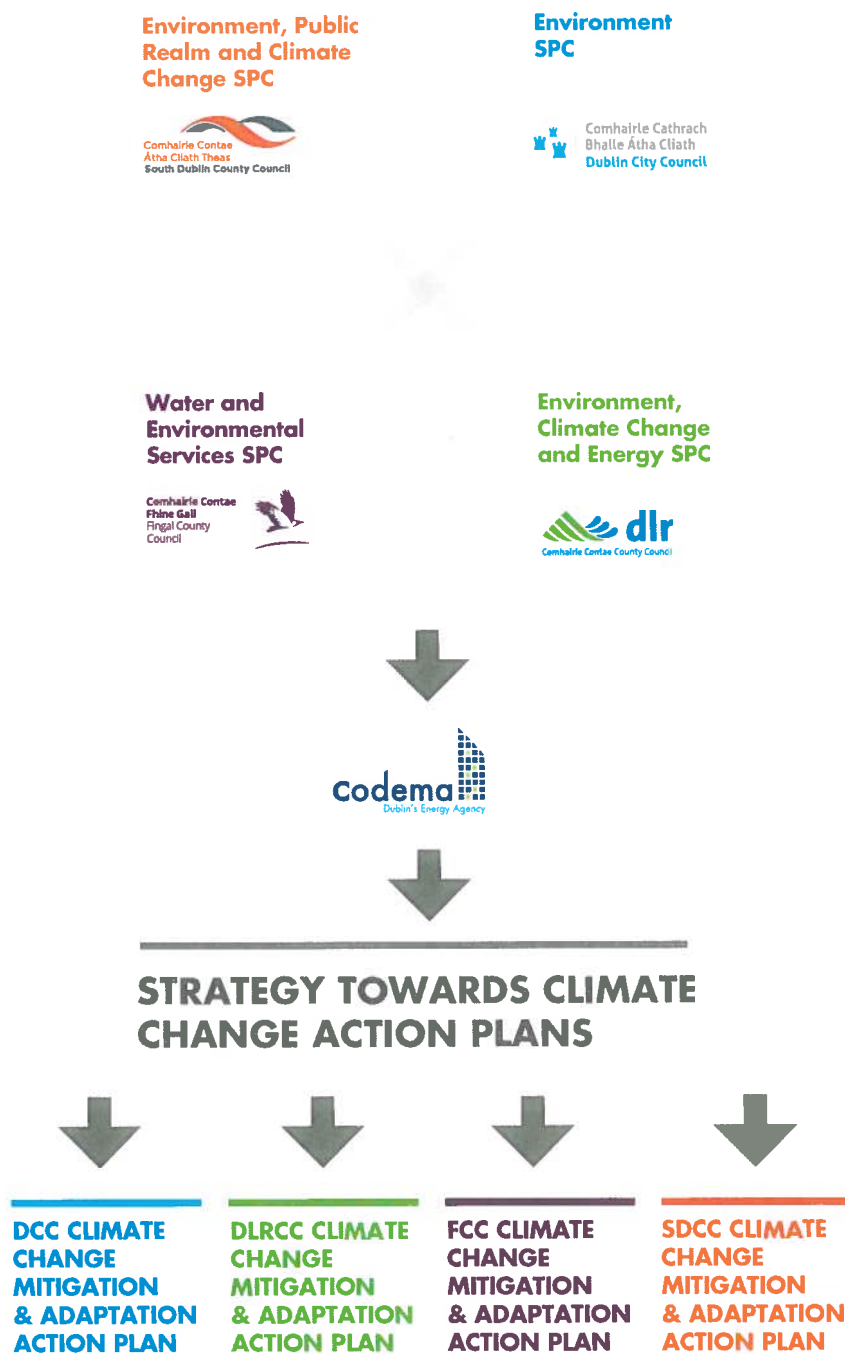 Environment, Public
Realm and Climate
Change SPC
Comhairle Contae
Átha Cliath Theas
South Dublin County Council
Environment
SPC
Comhairle Cathrach
Bhaile Átha Cliath
Dublin City Council
Water and
Environmental
Services SPC
Comhairle Contae
Fhine Gall
Fingal County
Council
Environment,
Climate Change
and Energy SPC
dlr
Comhairle Contae County Council
codema
Dublin's Energy Agency
STRATEGY TOWARDS CLIMATE
CHANGE ACTION PLANS
DCC CLIMATE
CHANGE
MITIGATION
& ADAPTATION
ACTION PLAN
DLRCC CLIMATE
CHANGE
MITIGATION
& ADAPTATION
ACTION PLAN
FCC CLIMATE
CHANGE
MITIGATION
& ADAPTATION
ACTION PLAN
SDCC CLIMATE
CHANGE
MITIGATION
& ADAPTATION
ACTION PLAN